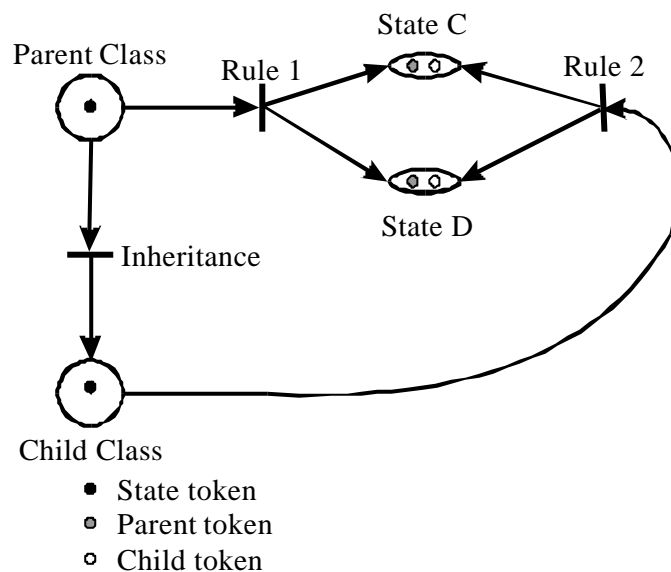 State C
Parent Class
Rule 1
Rule 2
State D
Inheritance
Child Class
State token
Parent token
Child token